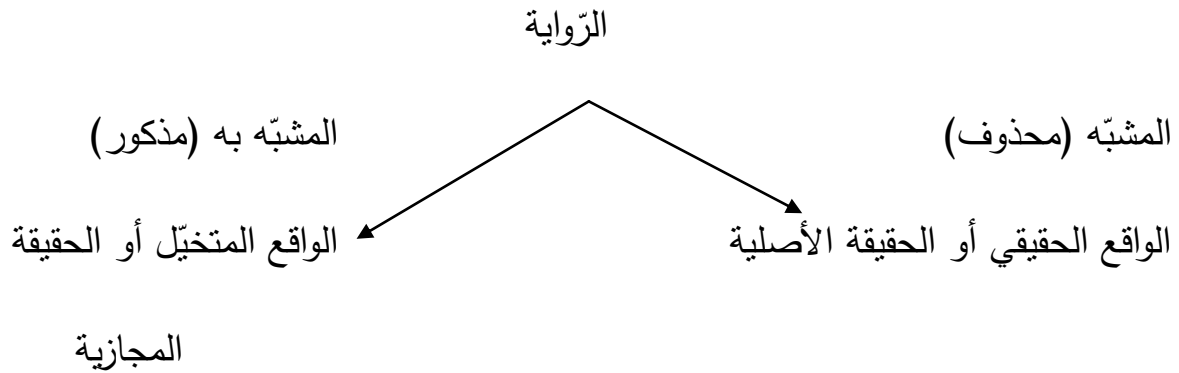 الرّواية
المشبّه (محذوف)
المشبّه به (مذكور)
الواقع الحقيقي أو الحقيقة الأصلية
الواقع المتخيّل أو الحقيقة
المجازية